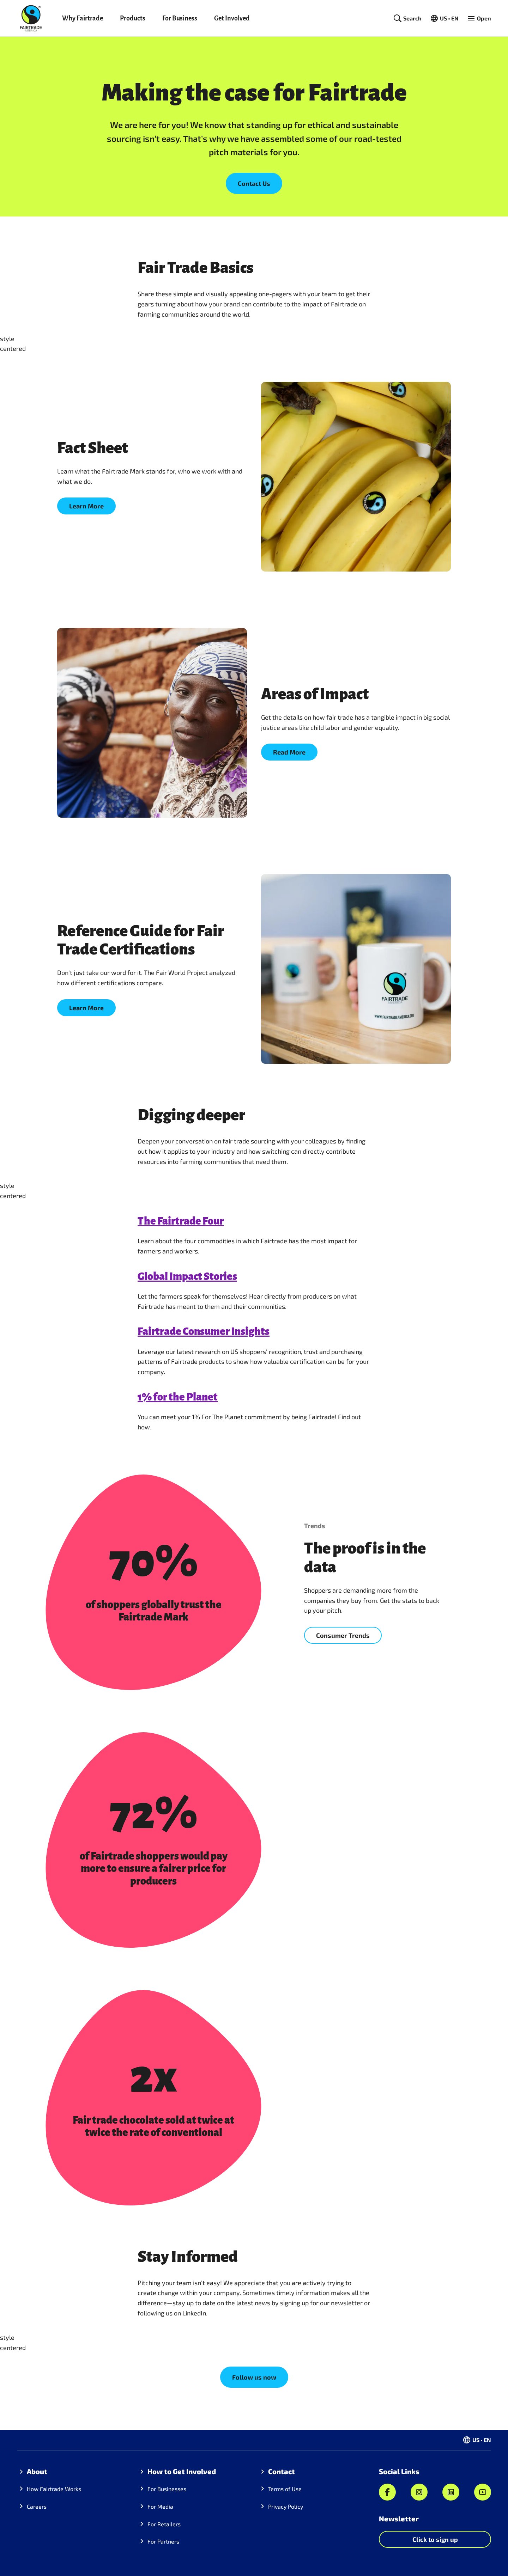 FAIRTRADE
Why Fairtrade
Products
For Business
Get Involved
Search
US • EN
Open
Making the case for Fairtrade
We are here for you! We know that standing up for ethical and sustainable
sourcing isn't easy. That's why we have assembled some of our road-tested
pitch materials for you.
Contact Us
Fair Trade Basics
Share these simple and visually appealing one-pagers with your team to get their
gears turning about how your brand can contribute to the impact of Fairtrade on
farming communities around the world.
style
centered
Fact Sheet
Learn what the Fairtrade Mark stands for, who we work with and
what we do.
Learn More
Areas of Impact
Get the details on how fair trade has a tangible impact in big social
justice areas like child labor and gender equality.
Read More
Reference Guide for Fair
Trade Certifications
Don't just take our word for it. The Fair World Project analyzed
how different certifications compare.
Learn More
FAIRTRADE
Digging deeper
Deepen your conversation on fair trade sourcing with your colleagues by finding
out how it applies to your industry and how switching can directly contribute
resources into farming communities that need them.
style
centered
The Fairtrade Four
Learn about the four commodities in which Fairtrade has the most impact for
farmers and workers.
Global Impact Stories
Let the farmers speak for themselves! Hear directly from producers on what
Fairtrade has meant to them and their communities.
Fairtrade Consumer Insights
Leverage our latest research on US shoppers' recognition, trust and purchasing
patterns of Fairtrade products to show how valuable certification can be for your
company.
1% for the Planet
You can meet your 1% For The Planet commitment by being Fairtrade! Find out
how.
70%
of shoppers globally trust the
Fairtrade Mark
Trends
The proof is in the
data
Shoppers are demanding more from the
companies they buy from. Get the stats to back
up your pitch.
Consumer Trends
72%
of Fairtrade shoppers would pay
more to ensure a fairer price for
producers
2x
Fair trade chocolate sold at twice at
twice the rate of conventional
Stay Informed
Pitching your team isn't easy! We appreciate that you are actively trying to
create change within your company. Sometimes timely information makes all the
difference—stay up to date on the latest news by signing up for our newsletter or
following us on LinkedIn.
style
centered
Follow us now
US • EN
About
How Fairtrade Works
Careers
How to Get Involved
For Businesses
For Media
For Retailers
For Partners
Contact
Terms of Use
Privacy Policy
Social Links
Newsletter
Click to sign up